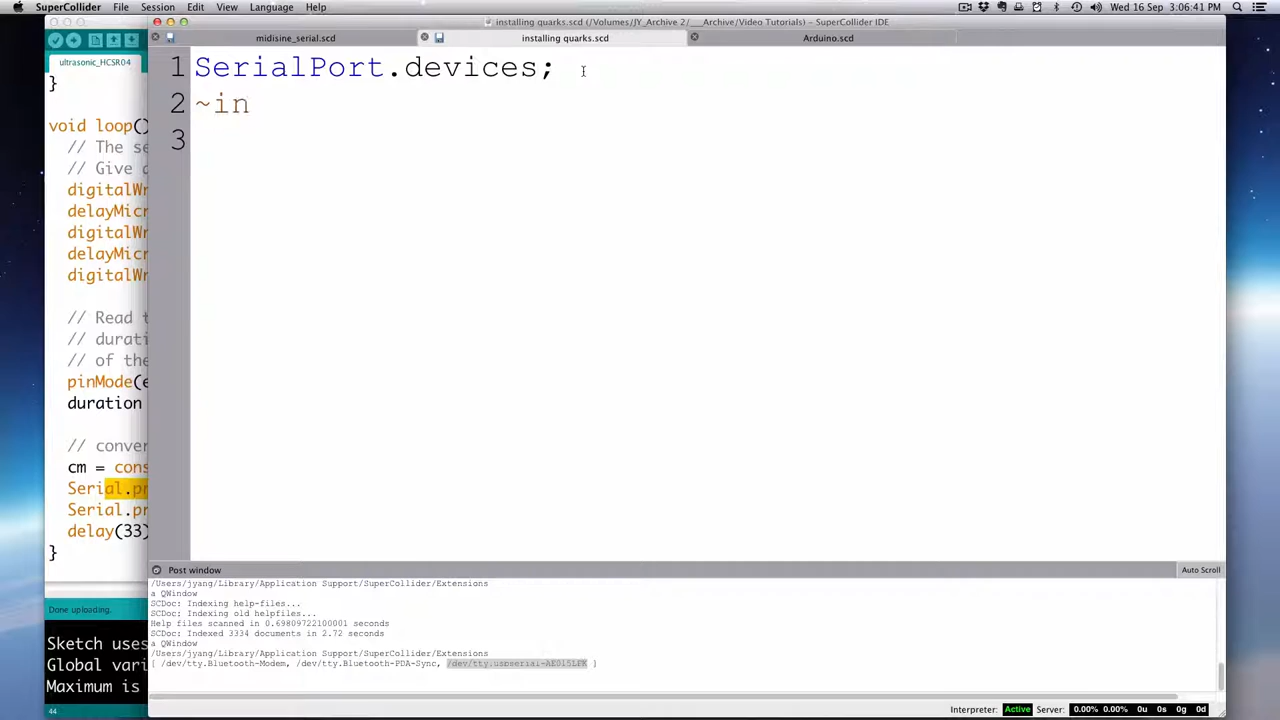 SuperCollider File Session Edit View Language Help Wed 16 Sep 3:06:41 PM
installing quarks.scd (/Volumes/JY_Archive 2/___Archive/Video Tutorials) – SuperCollider IDE
midisine_serial.scd installing quarks.scd Arduino.scd
ultrasonic_HCSR04
}
void loop()
// The se
// Give a
digitalWr
delayMicr
digitalWr
delayMicr
digitalWr
// Read t
// durati
// of the
pinMode(e
duration
// conver
cm = cons
Serial.pr
Serial.pr
delay(33)
}
Done uploading.
Sketch uses
Global vari
Maximum is
44
1 SerialPort.devices;
2 ~in
3
Post window Auto Scroll
/Users/jyang/Library/Application Support/SuperCollider/Extensions
a QWindow
SCDoc: Indexing help-files...
SCDoc: Indexing old helpfiles...
Help files scanned in 0.69809722100001 seconds
SCDoc: Indexed 3334 documents in 2.72 seconds
a QWindow
/Users/jyang/Library/Application Support/SuperCollider/Extensions
[ /dev/tty.Bluetooth-Modem, /dev/tty.Bluetooth-PDA-Sync, /dev/tty.usbserial-AE015LFK ]
Interpreter: Active Server: 0.00% 0.00% 0u 0s 0g 0d